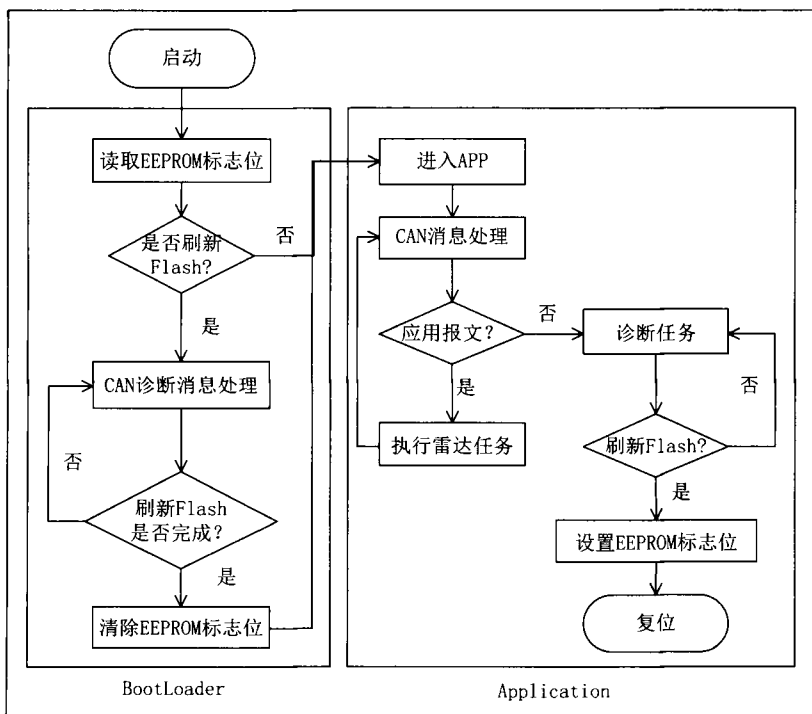 启动
读取EEPROM标志位
是否刷新
Flash?
否
是
CAN诊断消息处理
否
刷新Flash
是否完成?
是
清除EEPROM标志位
BootLoader
进入APP
CAN消息处理
应用报文?
否
是
执行雷达任务
诊断任务
否
刷新Flash?
是
设置EEPROM标志位
复位
Application